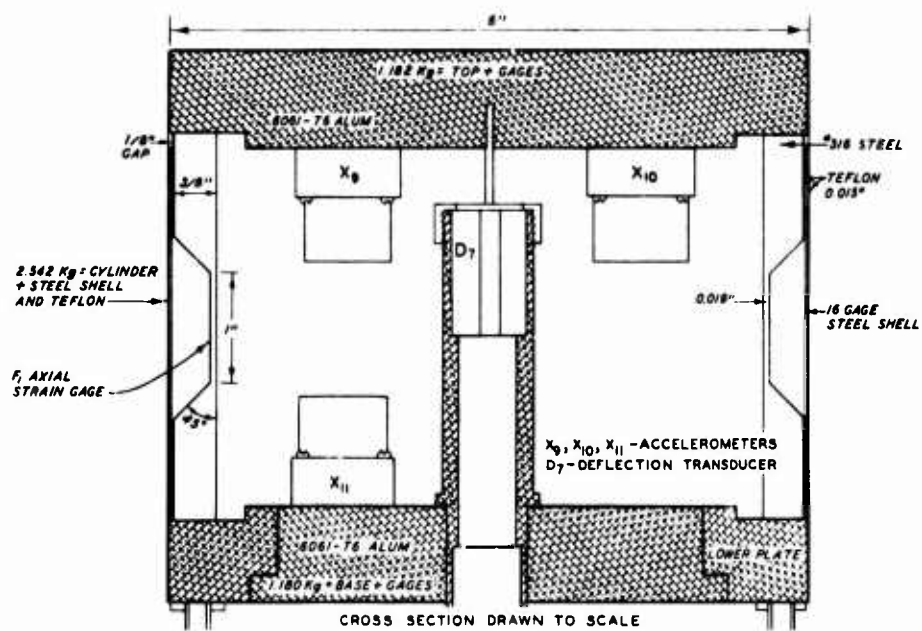 6"
1.182 Kg = TOP + GAGES
6061-T6 ALUM
1/8"
GAP
3/8"
X9
X10
#316 STEEL
TEFLON
0.015"
D7
2.542 Kg = CYLINDER
+ STEEL SHELL
AND TEFLON
1"
0.018"
16 GAGE
STEEL SHELL
F1 AXIAL
STRAIN GAGE
45°
X9, X10, X11 - ACCELEROMETERS
D7 - DEFLECTION TRANSDUCER
X11
6061-T6 ALUM
LOWER PLATE
1.180 Kg = BASE + GAGES
CROSS SECTION DRAWN TO SCALE